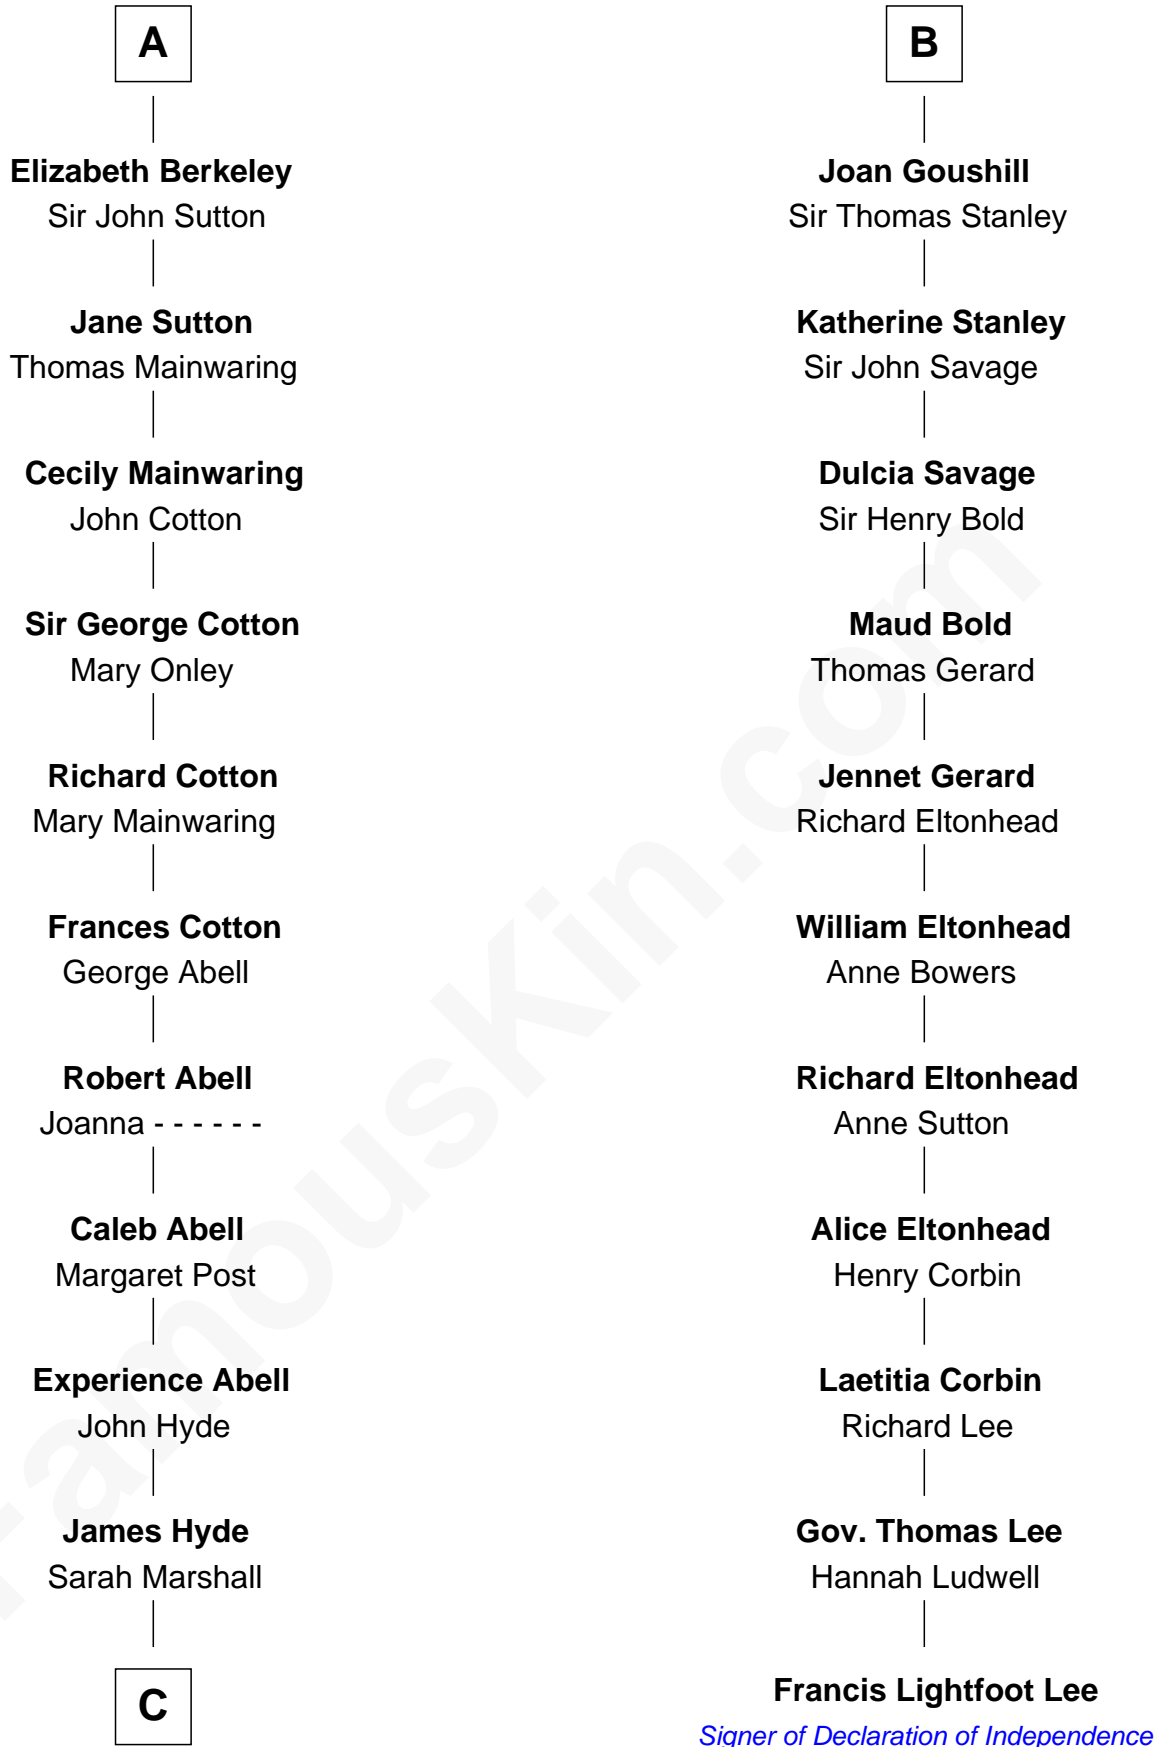 A
Elizabeth Berkeley
Sir John Sutton
Jane Sutton
Thomas Mainwaring
Cecily Mainwaring
John Cotton
Sir George Cotton
Mary Onley
Richard Cotton
Mary Mainwaring
Frances Cotton
George Abell
Robert Abell
Joanna - - - - - -
Caleb Abell
Margaret Post
Experience Abell
John Hyde
James Hyde
Sarah Marshall
C
B
Joan Goushill
Sir Thomas Stanley
Katherine Stanley
Sir John Savage
Dulcia Savage
Sir Henry Bold
Maud Bold
Thomas Gerard
Jennet Gerard
Richard Eltonhead
William Eltonhead
Anne Bowers
Richard Eltonhead
Anne Sutton
Alice Eltonhead
Henry Corbin
Laetitia Corbin
Richard Lee
Gov. Thomas Lee
Hannah Ludwell
Francis Lightfoot Lee
Signer of Declaration of Independence
FamousKin.com